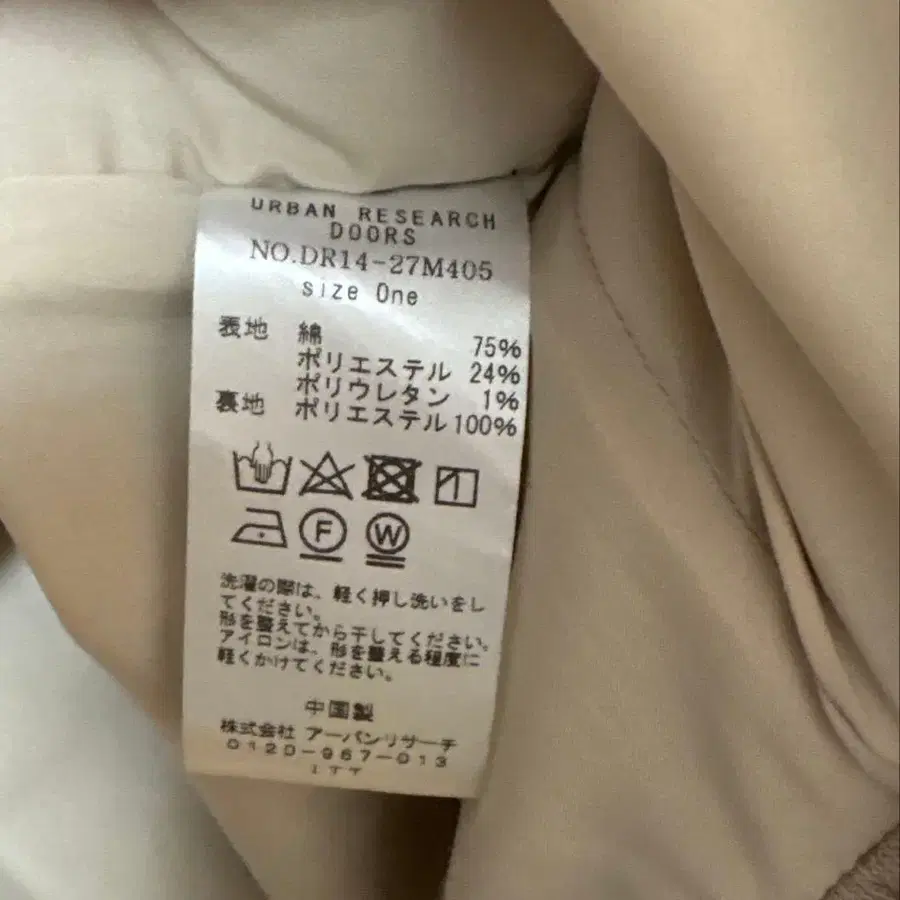 URBAN RESEARCH
DOORS
NO.DR14-27M405
size One
表地 綿 75%
ポリエステル 24%
ポリウレタン 1%
裏地 ポリエステル 100%
F W
洗濯の際は、軽く押し洗いをし
てください。
形を整えてから干してください。
アイロンは、形を整える程度に
軽くかけてください。
中国製
株式会社 アーバンリサーチ
0120-967-013